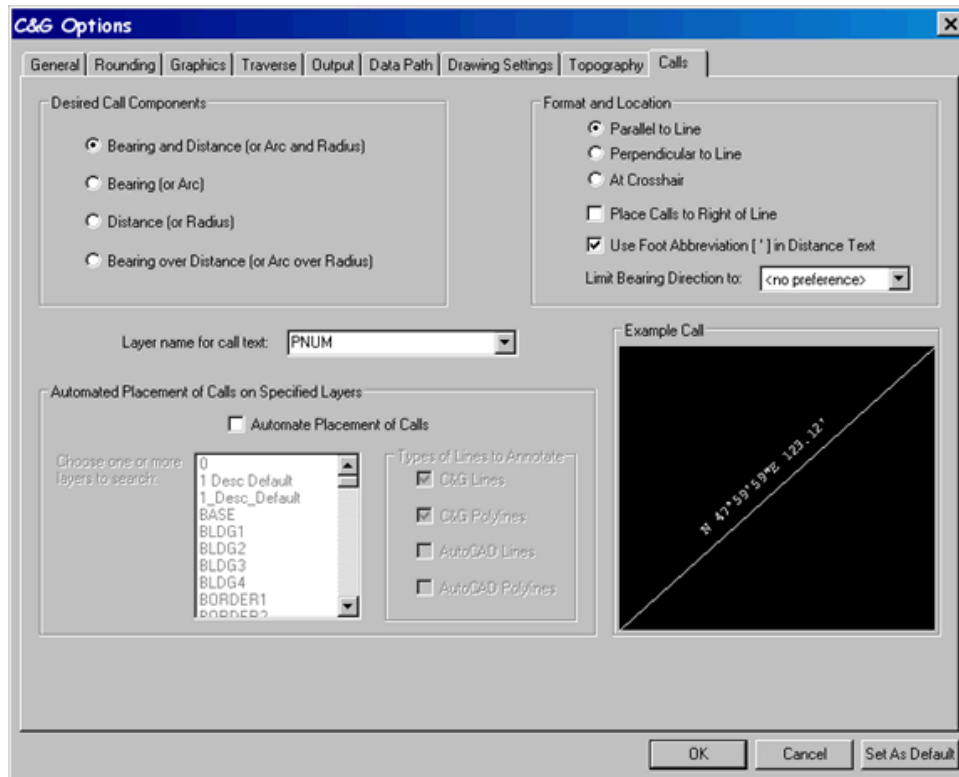 C&G Options
General Rounding Graphics Traverse Output Data Path Drawing Settings Topography Calls
Desired Call Components
Bearing and Distance (or Arc and Radius)
Bearing (or Arc)
Distance (or Radius)
Bearing over Distance (or Arc over Radius)
Format and Location
Parallel to Line
Perpendicular to Line
At Crosshair
Place Calls to Right of Line
Use Foot Abbreviation [ ' ] in Distance Text
Limit Bearing Direction to: <no preference>
Layer name for call text: PNUM
Example Call
N 47°59'59"E 123.12'
Automated Placement of Calls on Specified Layers
Automate Placement of Calls
Choose one or more
layers to search:
0
1 Desc Default
1_Desc_Default
BASE
BLDG1
BLDG2
BLDG3
BLDG4
BORDER1
BORDER2
Types of Lines to Annotate
C&G Lines
C&G Polylines
AutoCAD Lines
AutoCAD Polylines
OK Cancel Set As Default